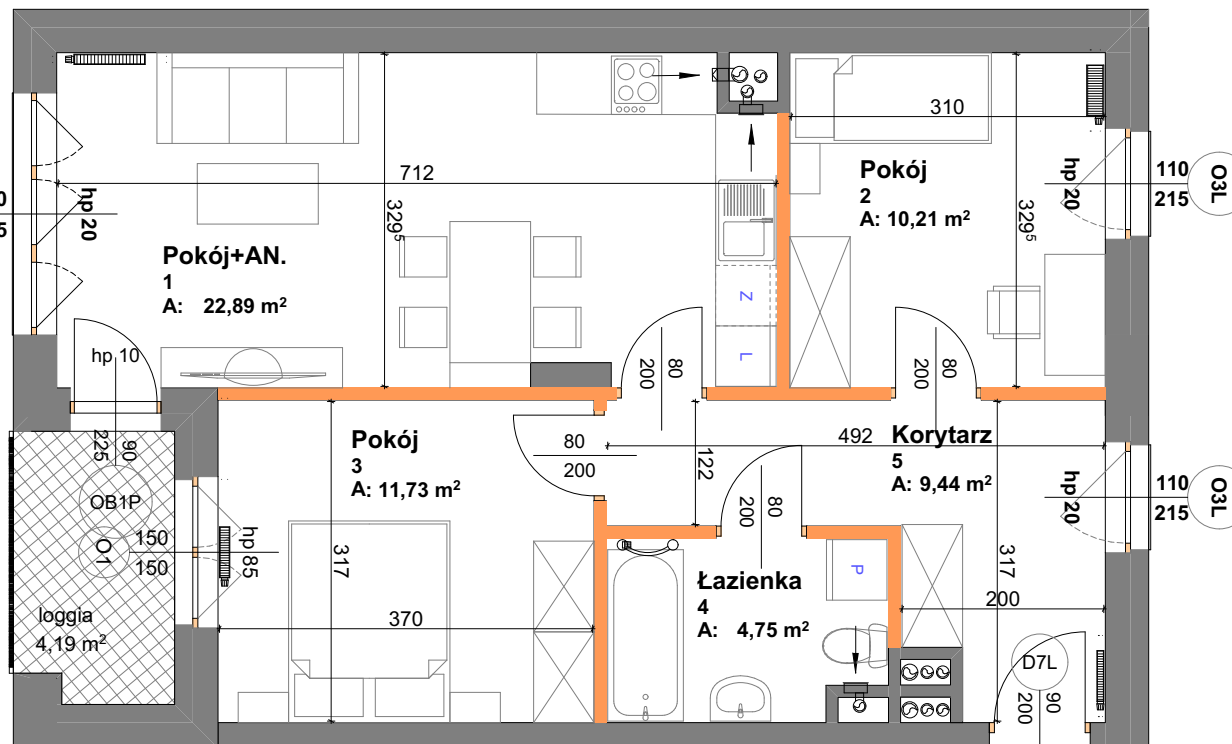 712
329⁵
hp 20
0
5
Pokój+AN.
1
A: 22,89 m²
hp 10
Z
L
310
Pokój
2
A: 10,21 m²
329⁵
hp 20
110
215
O3L
80
200
80
200
90
225
OB1P
O1
150
150
hp 85
loggia
4,19 m²
Pokój
3
A: 11,73 m²
80
200
317
370
122
492
Korytarz
5
A: 9,44 m²
hp 20
110
215
O3L
80
200
Łazienka
4
A: 4,75 m²
P
317
200
D7L
90
200